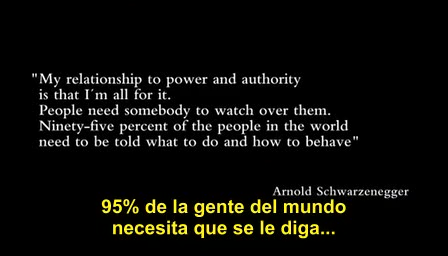 "My relationship to power and authority
is that I´m all for it.
People need somebody to watch over them.
Ninety-five percent of the people in the world
need to be told what to do and how to behave"
Arnold Schwarzenegger
95% de la gente del mundo
necesita que se le diga...